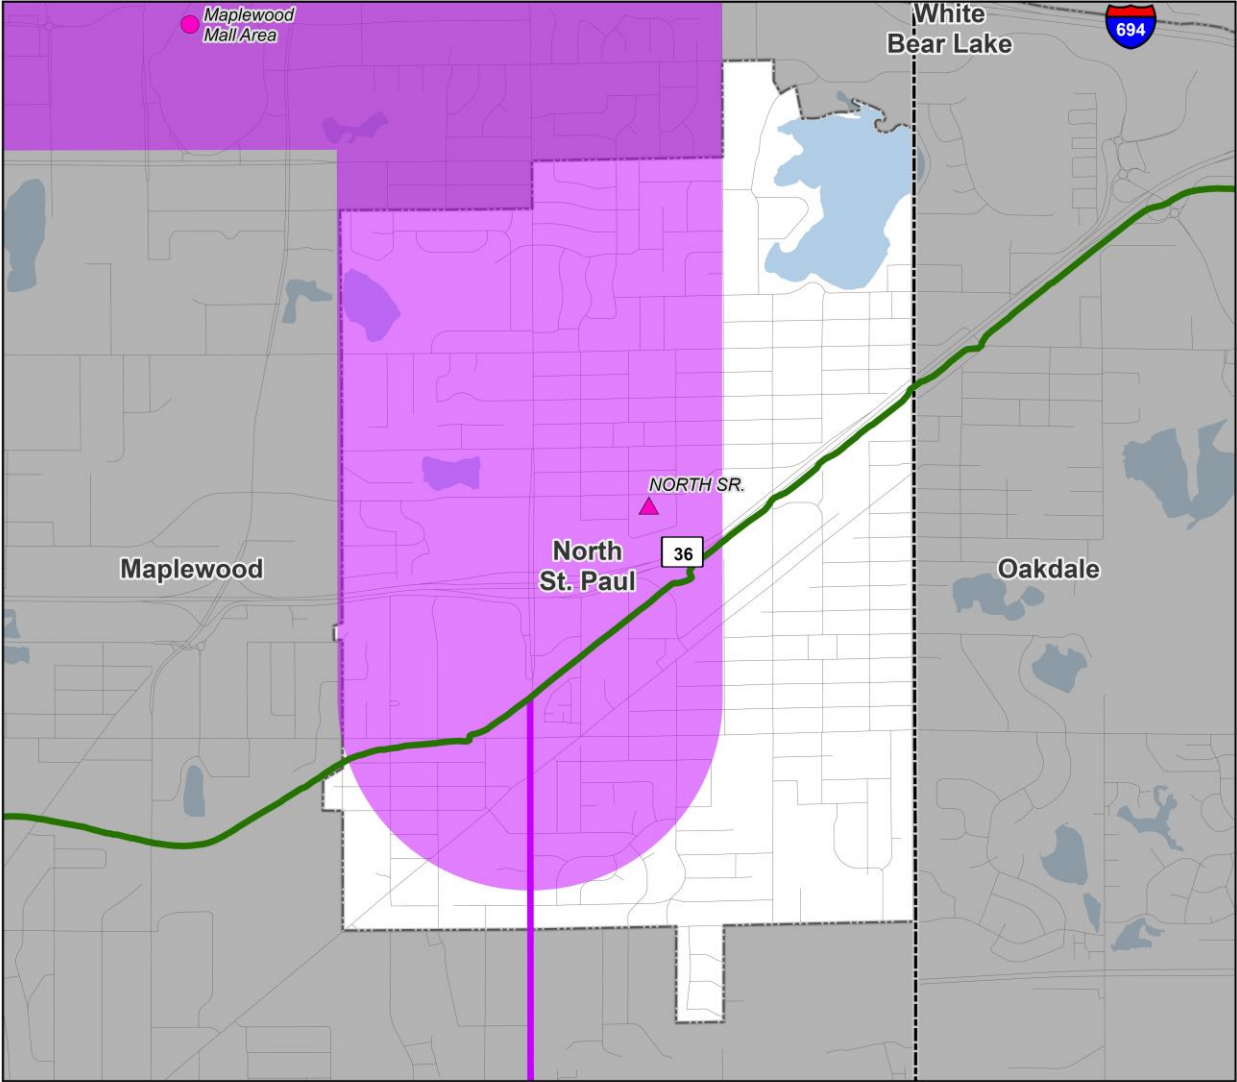 Maplewood
Mall Area
White
Bear Lake
694
NORTH SR.
36
North
St. Paul
Maplewood
Oakdale